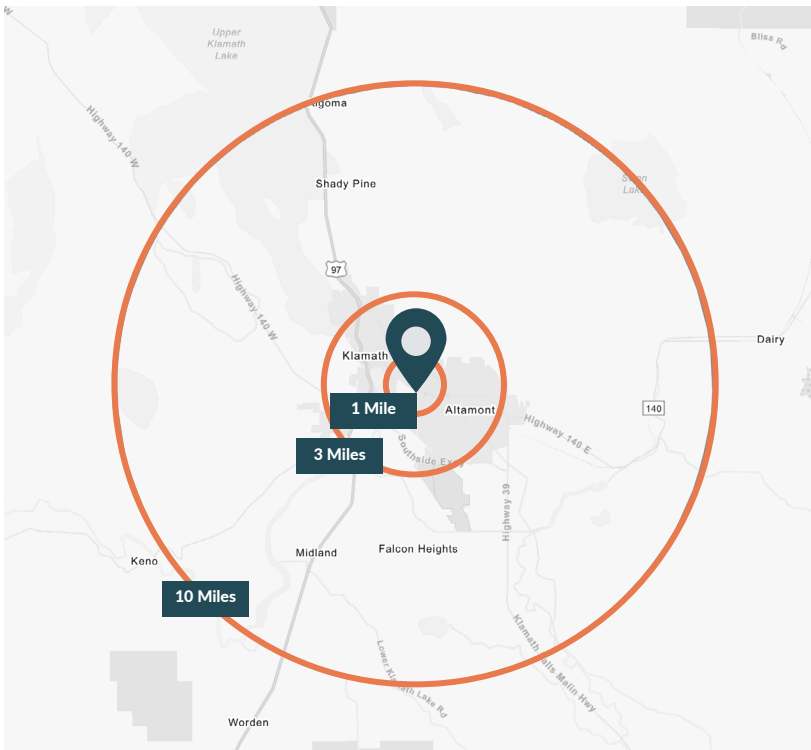 W
Upper
Klamath
Lake
Bliss Rd
Algoma
Highway 140 W
Shady Pine
Swan
Lake
97
Highway 140 W
Dairy
Klamath
1 Mile
Altamont
140
Highway 140 E
3 Miles
Southside Expy
Highway 39
Midland
Falcon Heights
Keno
10 Miles
Klamath Falls Malin Hwy
Lower Klamath Lake Rd
Worden